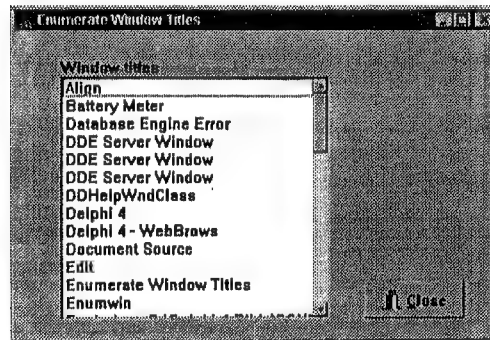 Enumerate Window Titles
Window titles
Align
Battery Meter
Database Engine Error
DDE Server Window
DDE Server Window
DDE Server Window
DDHelpWndClass
Delphi 4
Delphi 4 - WebBrows
Document Source
Edit
Enumerate Window Titles
Enumwin
Close